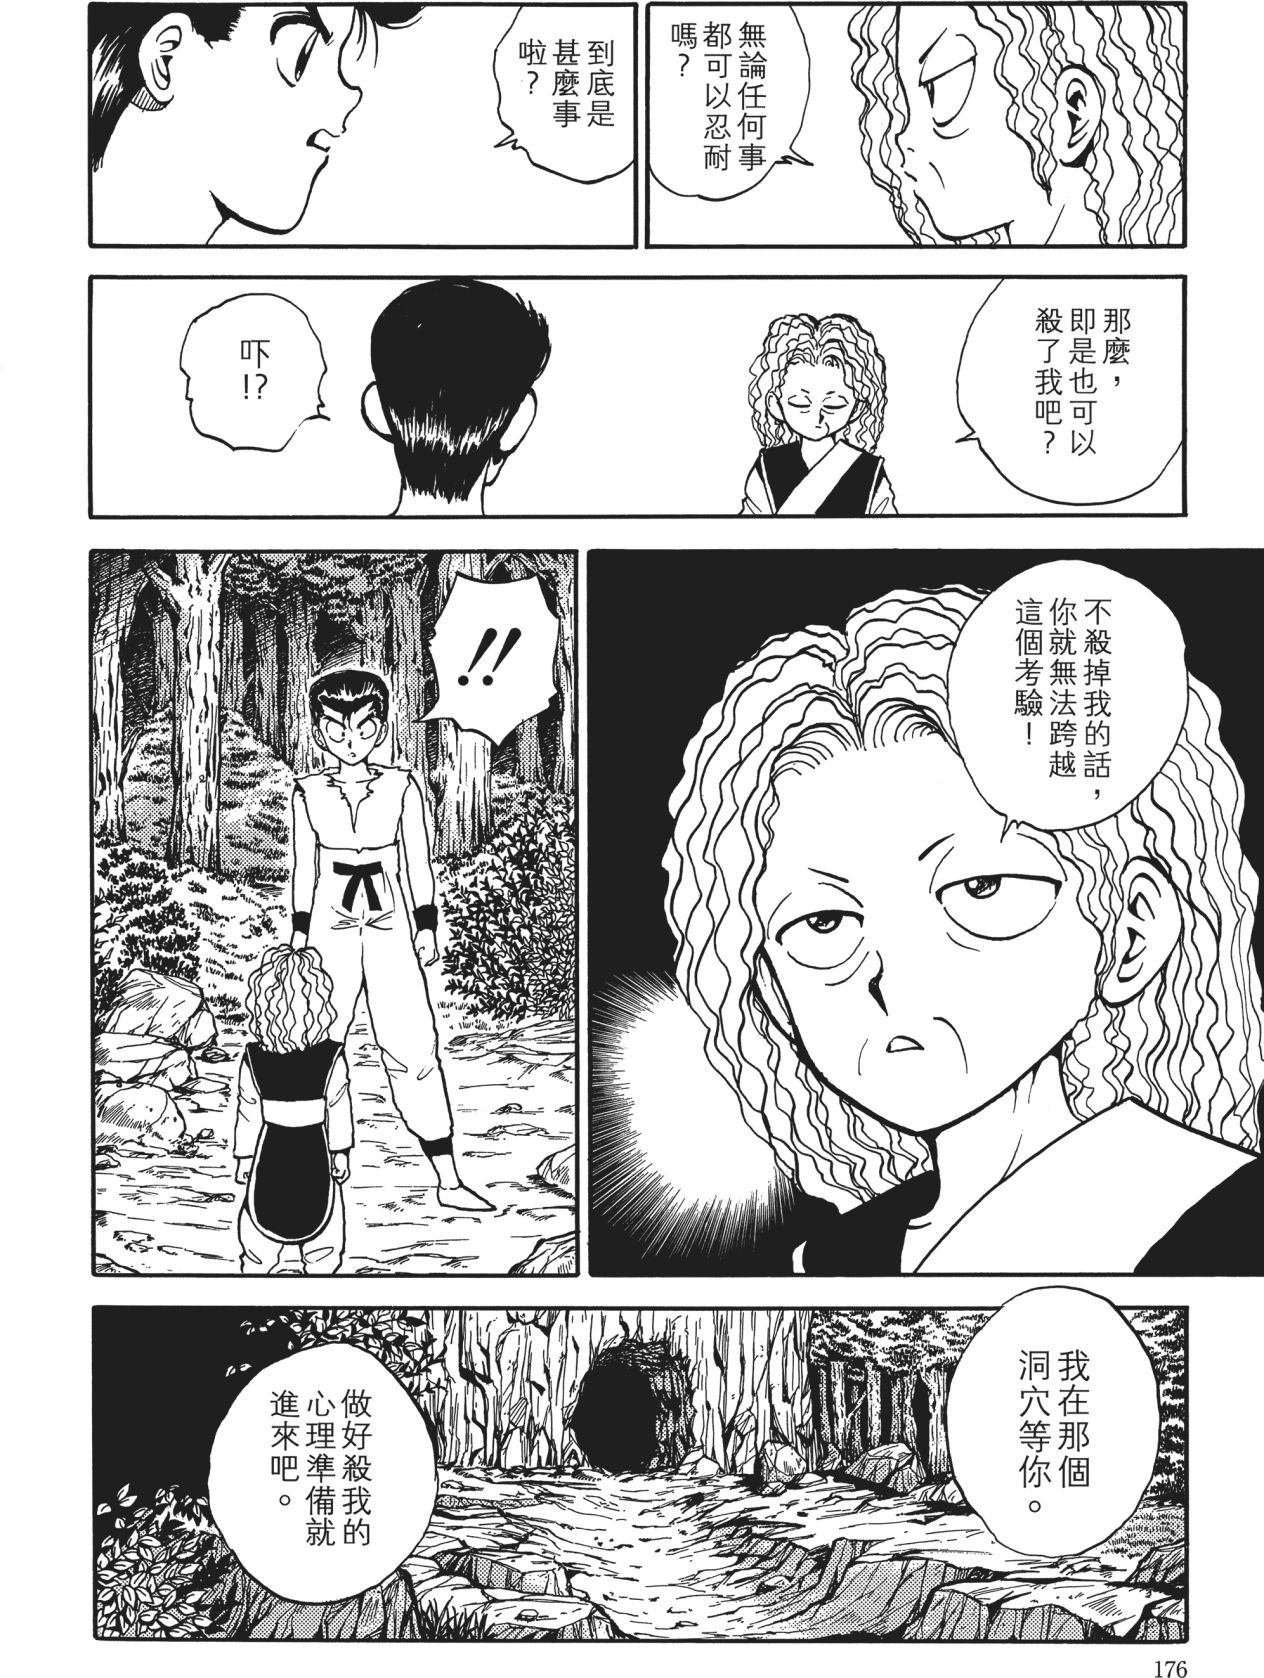 無論任何事
都可以忍耐
嗎？
到底是
甚麼事
啦？
那麼，
即是也可以
殺了我吧？
吓!?
不殺掉我的話，
你就無法跨越
這個考驗！
!!
我在那個
洞穴等你。
做好殺我的
心理準備就
進來吧。
176